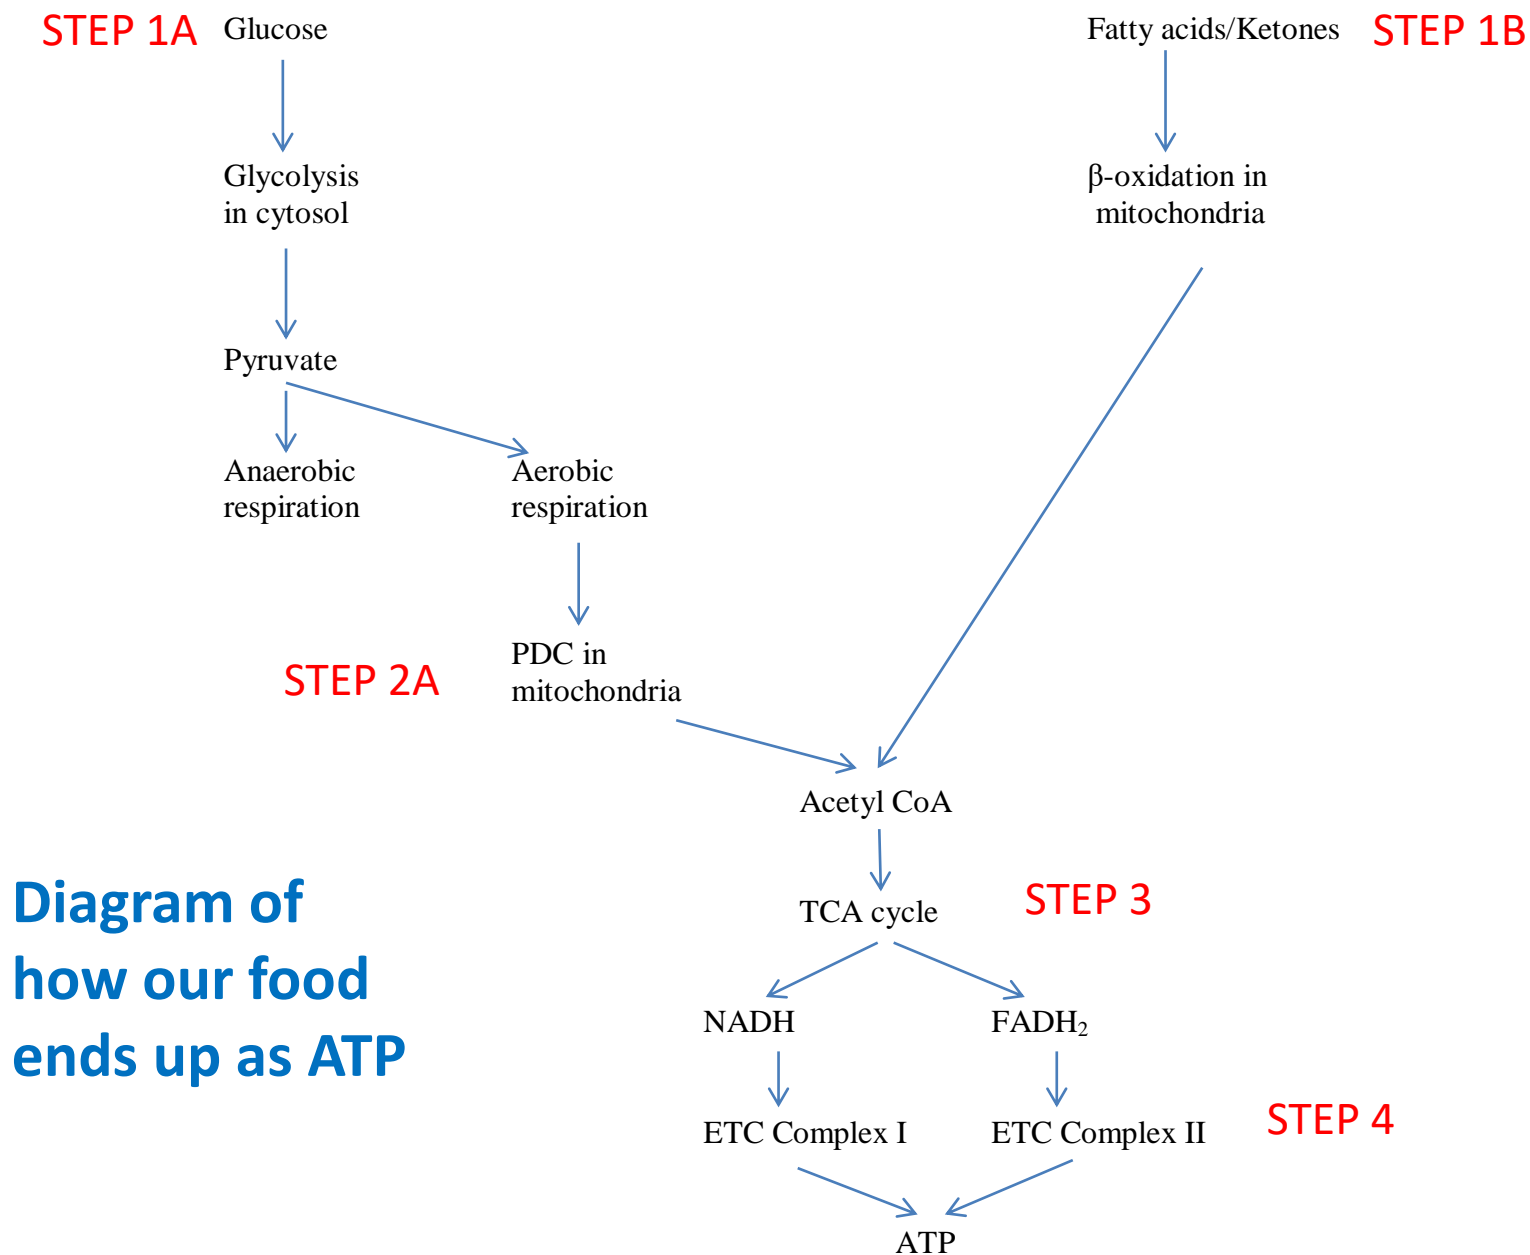 STEP 1A
Glucose
Fatty acids/Ketones
STEP 1B
Glycolysis
in cytosol
β-oxidation in
mitochondria
Pyruvate
Anaerobic
respiration
Aerobic
respiration
STEP 2A
PDC in
mitochondria
Acetyl CoA
Diagram of
how our food
ends up as ATP
TCA cycle
STEP 3
NADH
FADH₂
ETC Complex I
ETC Complex II
STEP 4
ATP